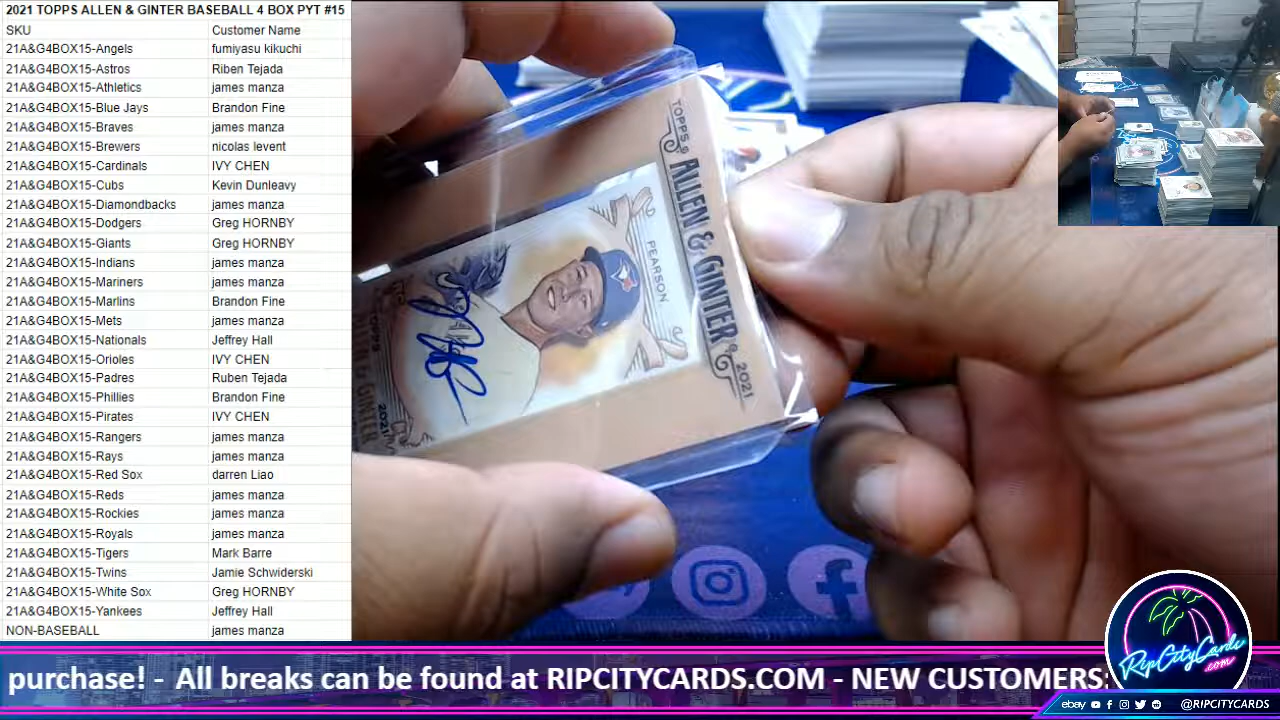 2021 TOPPS ALLEN & GINTER BASEBALL 4 BOX PYT #15
SKU Customer Name
21A&G4BOX15-Angels fumiyasu kikuchi
21A&G4BOX15-Astros Riben Tejada
21A&G4BOX15-Athletics james manza
21A&G4BOX15-Blue Jays Brandon Fine
21A&G4BOX15-Braves james manza
21A&G4BOX15-Brewers nicolas levent
21A&G4BOX15-Cardinals IVY CHEN
21A&G4BOX15-Cubs Kevin Dunleavy
21A&G4BOX15-Diamondbacks james manza
21A&G4BOX15-Dodgers Greg HORNBY
21A&G4BOX15-Giants Greg HORNBY
21A&G4BOX15-Indians james manza
21A&G4BOX15-Mariners james manza
21A&G4BOX15-Marlins Brandon Fine
21A&G4BOX15-Mets james manza
21A&G4BOX15-Nationals Jeffrey Hall
21A&G4BOX15-Orioles IVY CHEN
21A&G4BOX15-Padres Ruben Tejada
21A&G4BOX15-Phillies Brandon Fine
21A&G4BOX15-Pirates IVY CHEN
21A&G4BOX15-Rangers james manza
21A&G4BOX15-Rays james manza
21A&G4BOX15-Red Sox darren Liao
21A&G4BOX15-Reds james manza
21A&G4BOX15-Rockies james manza
21A&G4BOX15-Royals james manza
21A&G4BOX15-Tigers Mark Barre
21A&G4BOX15-Twins Jamie Schwiderski
21A&G4BOX15-White Sox Greg HORNBY
21A&G4BOX15-Yankees Jeffrey Hall
NON-BASEBALL james manza
TOPPS
ALLEN & GINTER
2021
PEARSON
TOPPS
GINTER
2021
purchase! - All breaks can be found at RIPCITYCARDS.COM - NEW CUSTOMERS:
RipCityCards
.com
ebay @RIPCITYCARDS